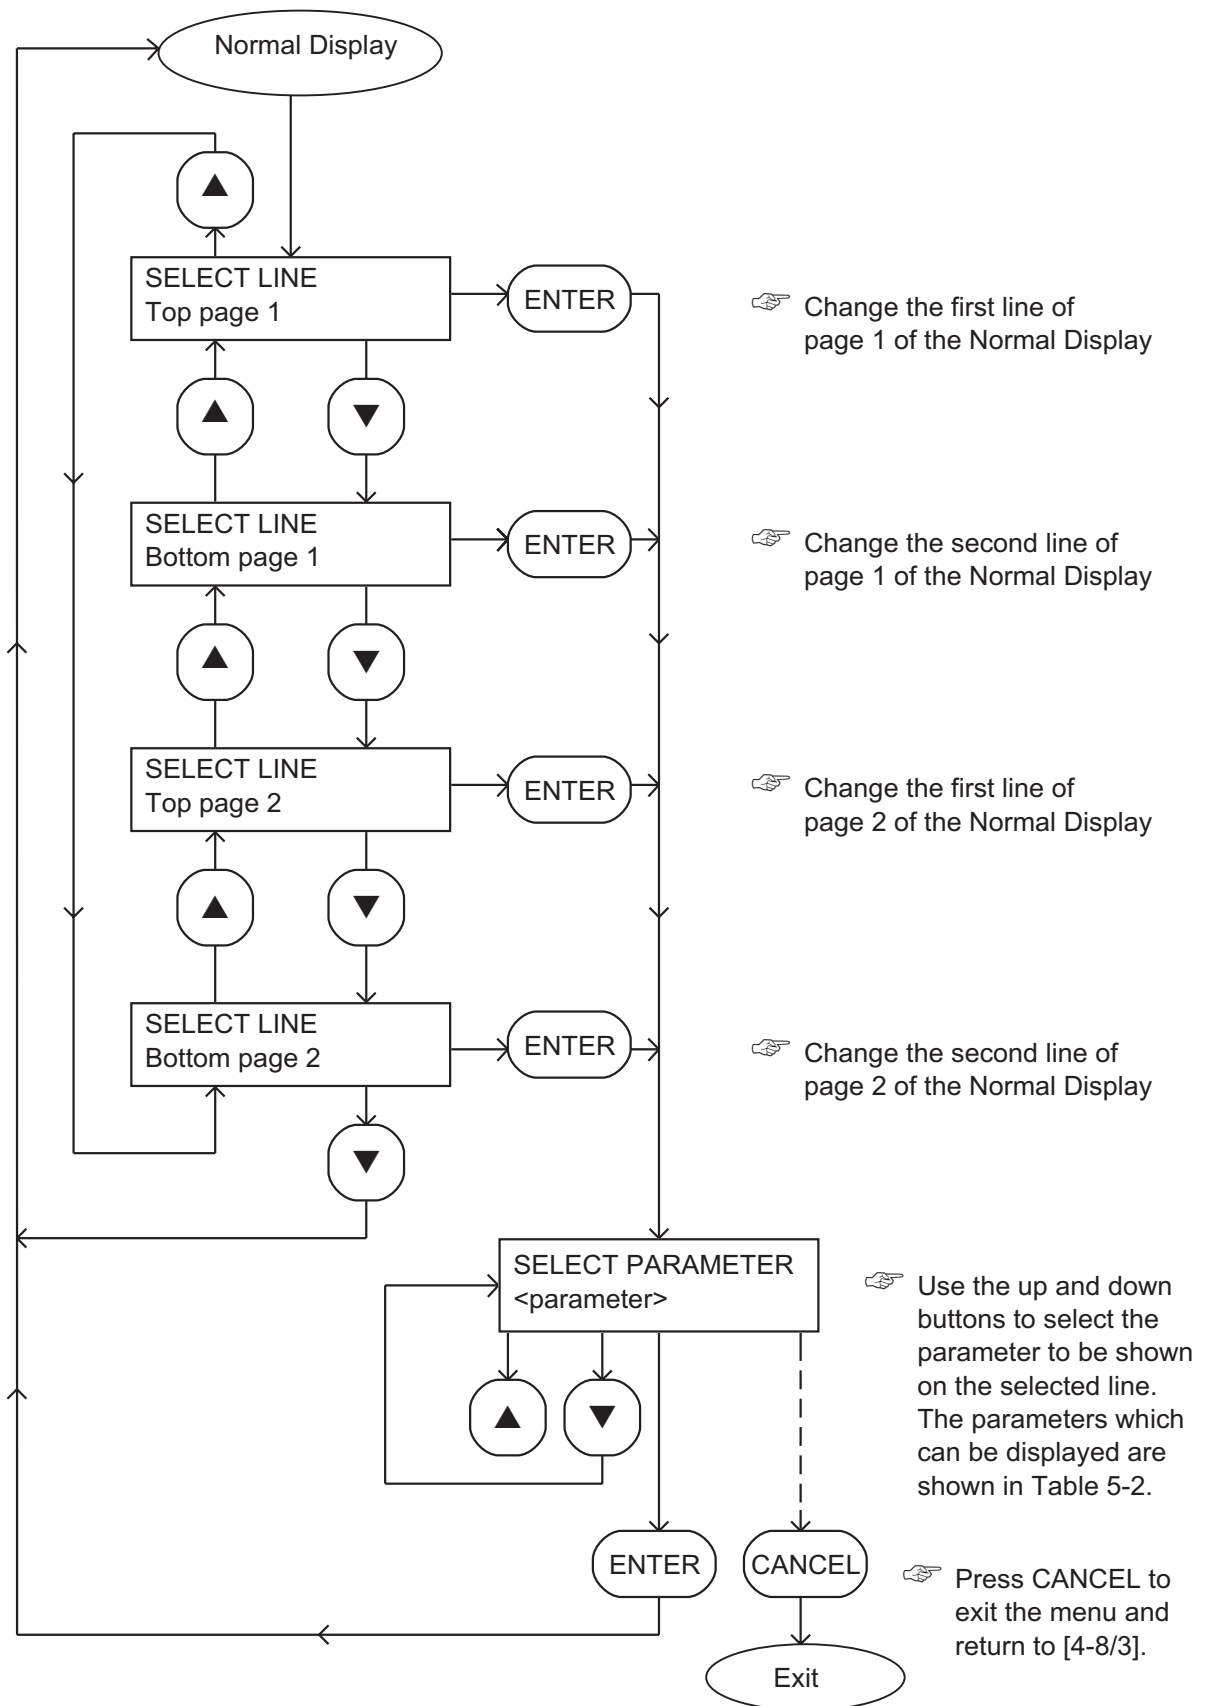 Normal Display
▲
SELECT LINE
Top page 1
ENTER
☞ Change the first line of
page 1 of the Normal Display
▲
▼
SELECT LINE
Bottom page 1
ENTER
☞ Change the second line of
page 1 of the Normal Display
▲
▼
SELECT LINE
Top page 2
ENTER
☞ Change the first line of
page 2 of the Normal Display
▲
▼
SELECT LINE
Bottom page 2
ENTER
☞ Change the second line of
page 2 of the Normal Display
▼
SELECT PARAMETER
<parameter>
☞ Use the up and down
buttons to select the
parameter to be shown
on the selected line.
The parameters which
can be displayed are
shown in Table 5-2.
▲
▼
ENTER
CANCEL
☞ Press CANCEL to
exit the menu and
return to [4-8/3].
Exit